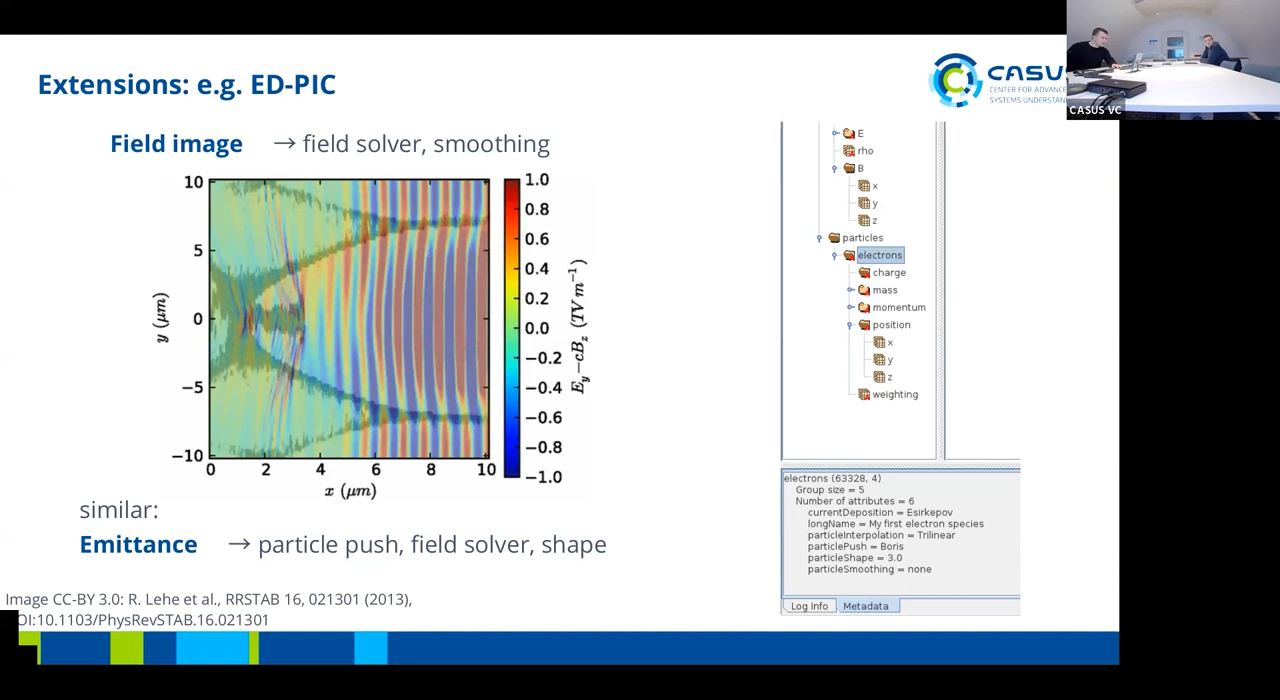 Extensions: e.g. ED-PIC
CASUS
CENTER FOR ADVANCE
SYSTEMS UNDERSTAN
CASUS VC
Field image → field solver, smoothing
10
5
0
−5
−10
y (μm)
0 2 4 6 8 10
x (μm)
1.0
0.8
0.6
0.4
0.2
0.0
−0.2
−0.4
−0.6
−0.8
−1.0
E_y−cB_z (TV m⁻¹)
similar:
Emittance → particle push, field solver, shape
Image CC-BY 3.0: R. Lehe et al., RRSTAB 16, 021301 (2013),
OI:10.1103/PhysRevSTAB.16.021301
E
rho
B
x
y
z
particles
electrons
charge
mass
momentum
position
x
y
z
weighting
electrons (63328, 4)
Group size = 5
Number of attributes = 6
currentDeposition = Esirkepov
longName = My first electron species
particleInterpolation = Trilinear
particlePush = Boris
particleShape = 3.0
particleSmoothing = none
Log Info Metadata